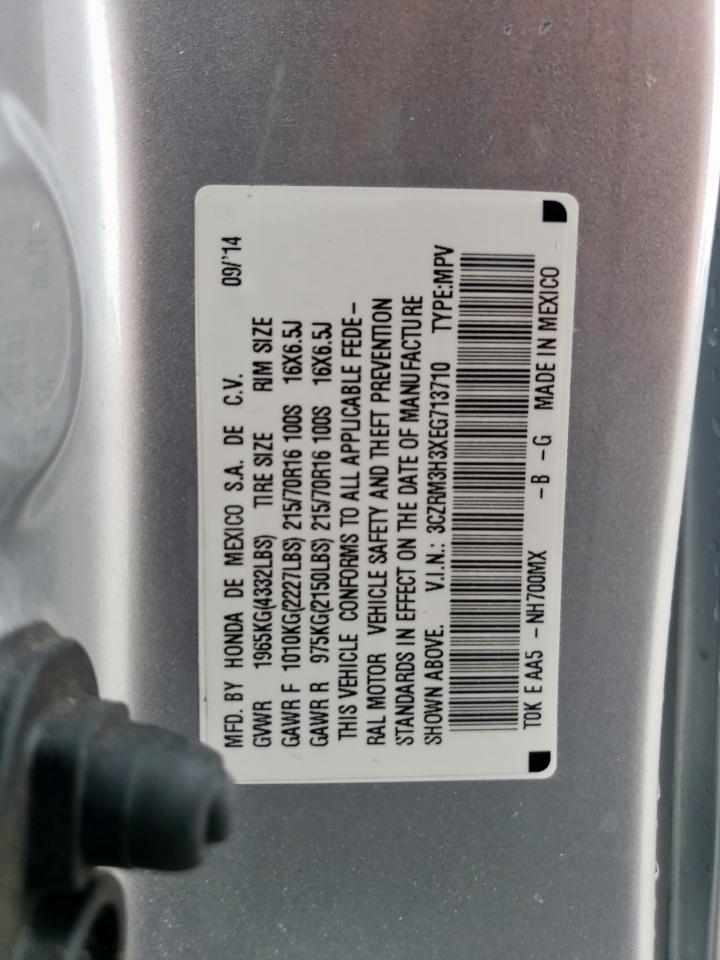 MFD. BY HONDA DE MEXICO S.A. DE C.V. 09/'14
GVWR 1965KG(4332LBS) TIRE SIZE RIM SIZE
GAWR F 1010KG(2227LBS) 215/70R16 100S 16X6.5J
GAWR R 975KG(2150LBS) 215/70R16 100S 16X6.5J
THIS VEHICLE CONFORMS TO ALL APPLICABLE FEDE-
RAL MOTOR VEHICLE SAFETY AND THEFT PREVENTION
STANDARDS IN EFFECT ON THE DATE OF MANUFACTURE
SHOWN ABOVE. V.I.N.: 3CZRM3H3XEG713710 TYPE:MPV
T0K E AA5 -NH700MX -B -G MADE IN MEXICO